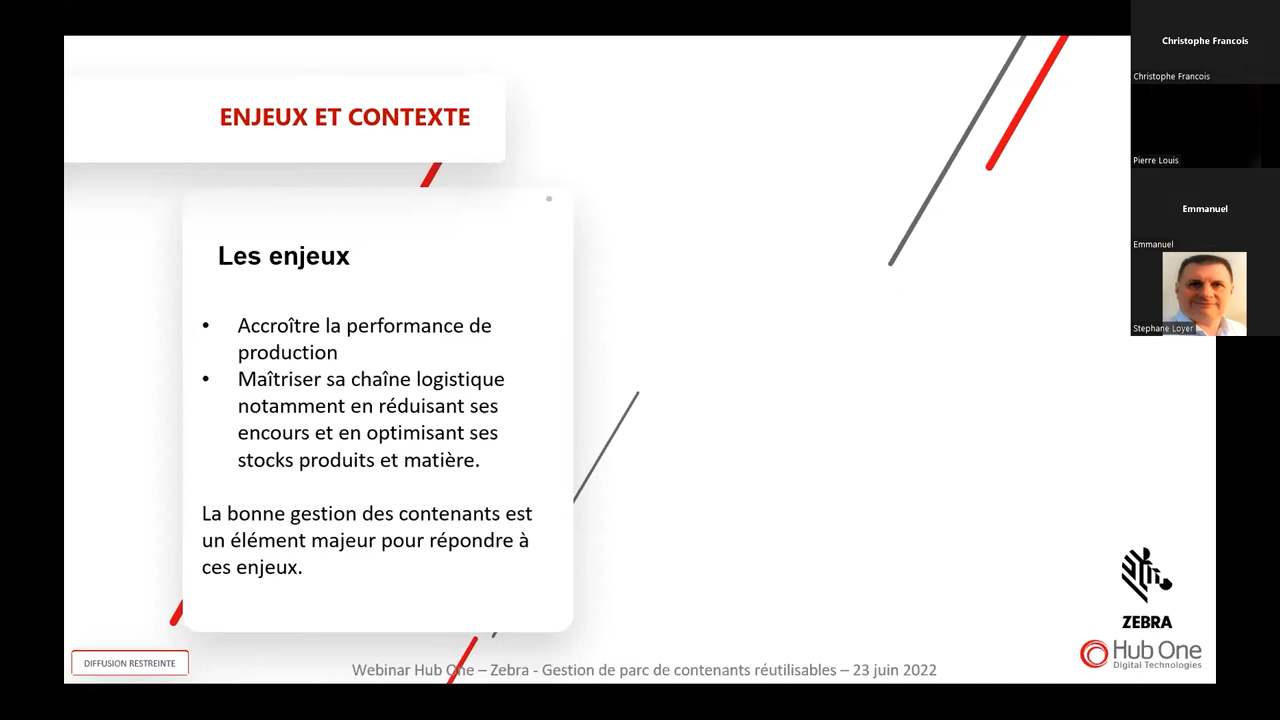 ENJEUX ET CONTEXTE
Les enjeux
• Accroître la performance de
production
• Maîtriser sa chaîne logistique
notamment en réduisant ses
encours et en optimisant ses
stocks produits et matière.
La bonne gestion des contenants est
un élément majeur pour répondre à
ces enjeux.
DIFFUSION RESTREINTE
Webinar Hub One – Zebra - Gestion de parc de contenants réutilisables – 23 juin 2022
ZEBRA
Hub One
Digital Technologies
Christophe Francois
Christophe Francois
Pierre Louis
Emmanuel
Emmanuel
Stephane Loyer